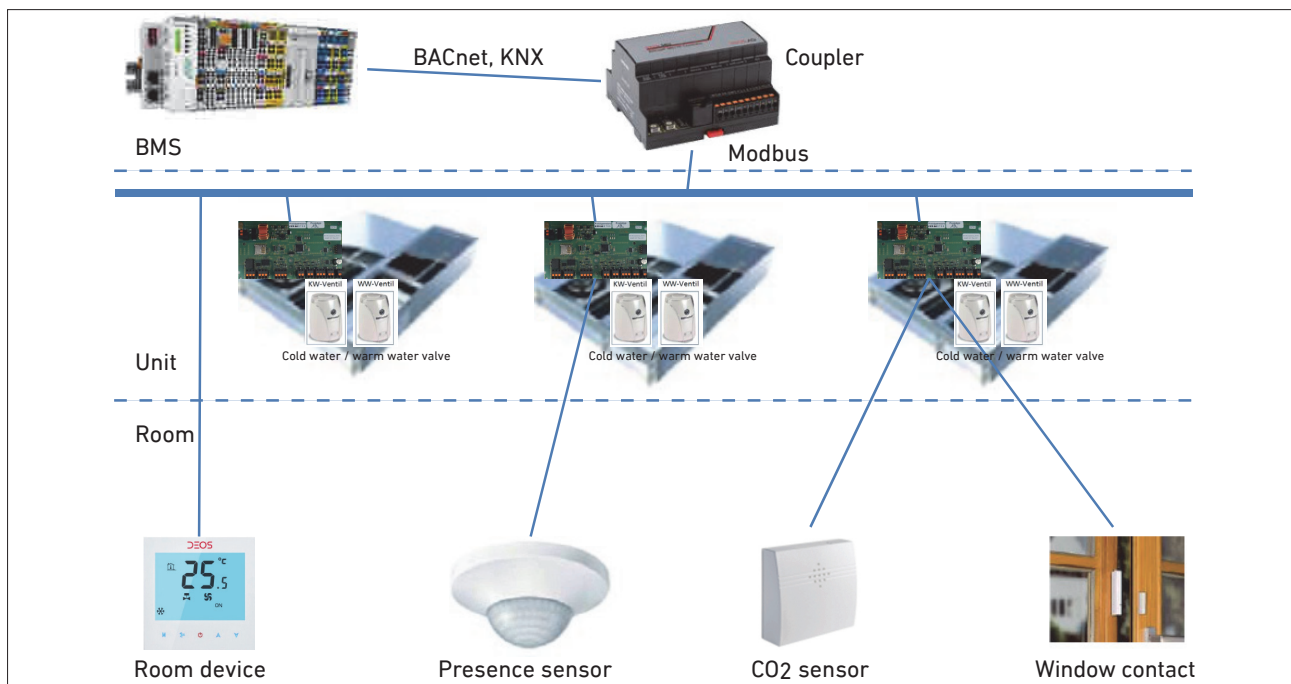 BACnet, KNX
Coupler
BMS
Modbus
KW-Ventil WW-Ventil
Cold water / warm water valve
KW-Ventil WW-Ventil
Cold water / warm water valve
KW-Ventil WW-Ventil
Cold water / warm water valve
Unit
Room
DEOS
25.5 °C
ON
Room device
Presence sensor
CO2 sensor
Window contact